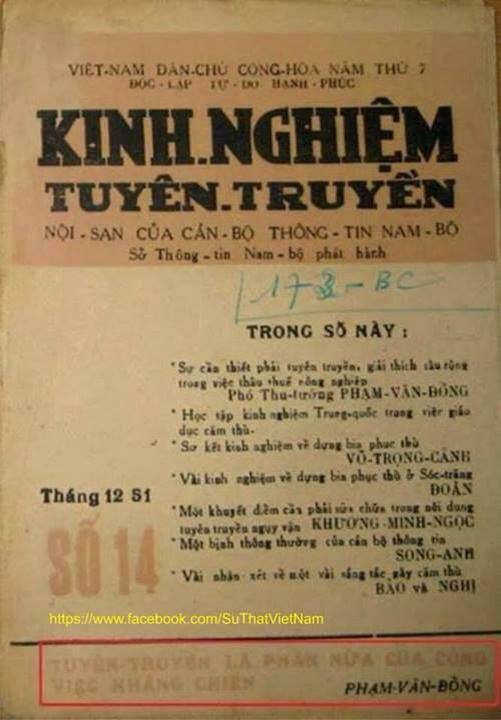 VIỆT-NAM DÂN-CHỦ CỘNG-HÒA NĂM THỨ 7
ĐỘC-LẬP TỰ-DO HẠNH-PHÚC
KINH.NGHIỆM
TUYÊN.TRUYỀN
NỘI-SAN CỦA CÁN-BỘ THÔNG-TIN NAM-BỘ
Sở Thông-tin Nam-bộ phát hành
173-BC
TRONG SỐ NÀY :
* Sự cần thiết phải tuyên truyền, giải thích sâu rộng
trong việc thâu thuế nông nghiệp
Phó Thủ-tướng PHẠM-VĂN-ĐỒNG
* Học tập kinh nghiệm Trung-quốc trong việc giáo
dục căm thù.
* Sơ kết kinh nghiệm về dựng bia phục thù
VÕ-TRỌNG-CẢNH
* Vài kinh nghiệm về dựng bia phục thù ở Sóc-trăng
ĐOÀN
* Một khuyết điểm cần phải sửa chữa trong nội dung
tuyên truyền ngụy vận KHƯƠNG-MINH-NGỌC
* Một bịnh thông thường của cán bộ thông tin
SONG-ANH
* Vài nhận xét về một vài sáng tác gây căm thù
BẢO và NGHỊ
Tháng 12 51
SỐ 14
https://www.facebook.com/SuThatVietNam
TUYÊN-TRUYỀN LÀ PHÂN NỬA CỦA CÔNG
VIỆC KHÁNG CHIẾN
PHẠM-VĂN-ĐỒNG